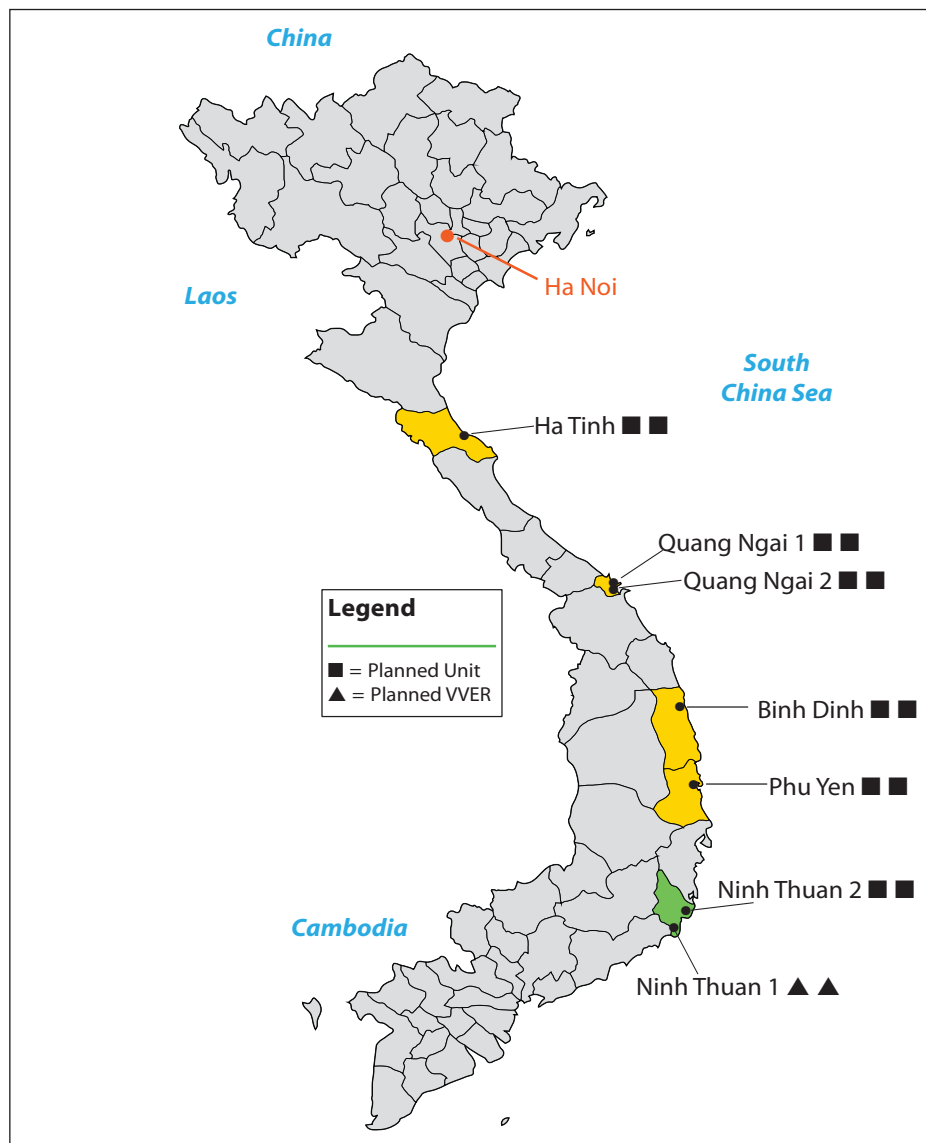 China
Ha Noi
Laos
South
China Sea
Ha Tinh ■ ■
Quang Ngai 1 ■ ■
Quang Ngai 2 ■ ■
Legend
■ = Planned Unit
▲ = Planned VVER
Binh Dinh ■ ■
Phu Yen ■ ■
Ninh Thuan 2 ■ ■
Cambodia
Ninh Thuan 1 ▲ ▲